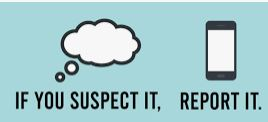 IF YOU SUSPECT IT, REPORT IT.